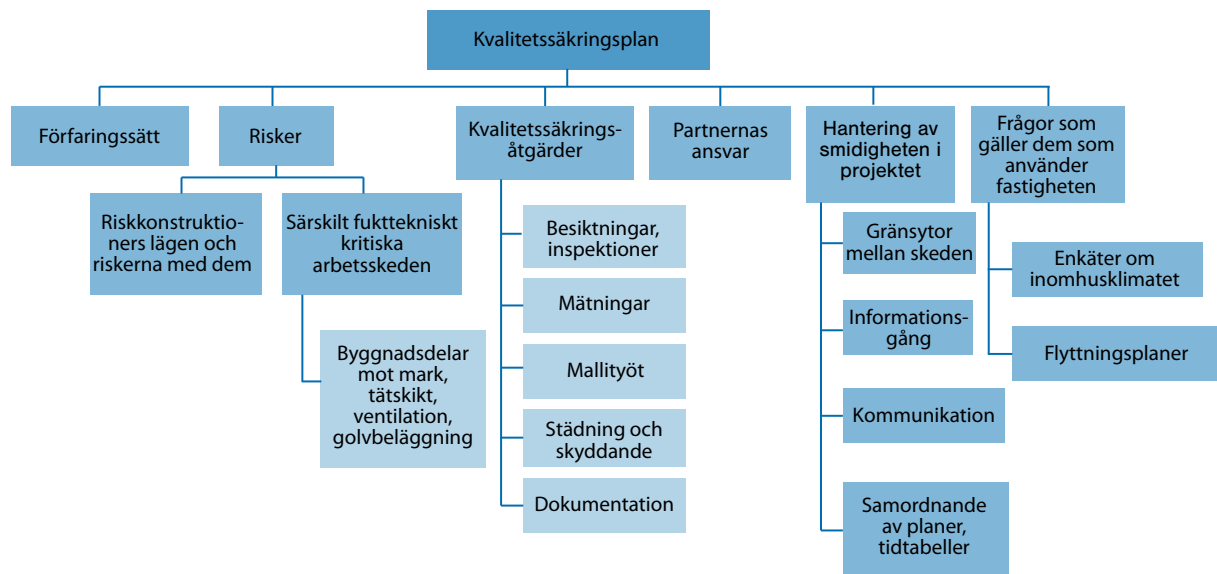 Kvalitetssäkringsplan
Förfaringssätt
Risker
Kvalitetssäkrings-
åtgärder
Partnernas
ansvar
Hantering av
smidigheten i
projektet
Frågor som
gäller dem som
använder
fastigheten
Riskkonstruktio-
ners lägen och
riskerna med dem
Särskilt fukttekniskt
kritiska
arbetsskeden
Byggnadsdelar
mot mark,
tätskikt,
ventilation,
golvbeläggning
Besiktningar,
inspektioner
Mätningar
Mallityöt
Städning och
skyddande
Dokumentation
Gränsytor
mellan skeden
Informations-
gång
Kommunikation
Samordnande
av planer,
tidtabeller
Enkäter om
inomhusklimatet
Flyttningsplaner